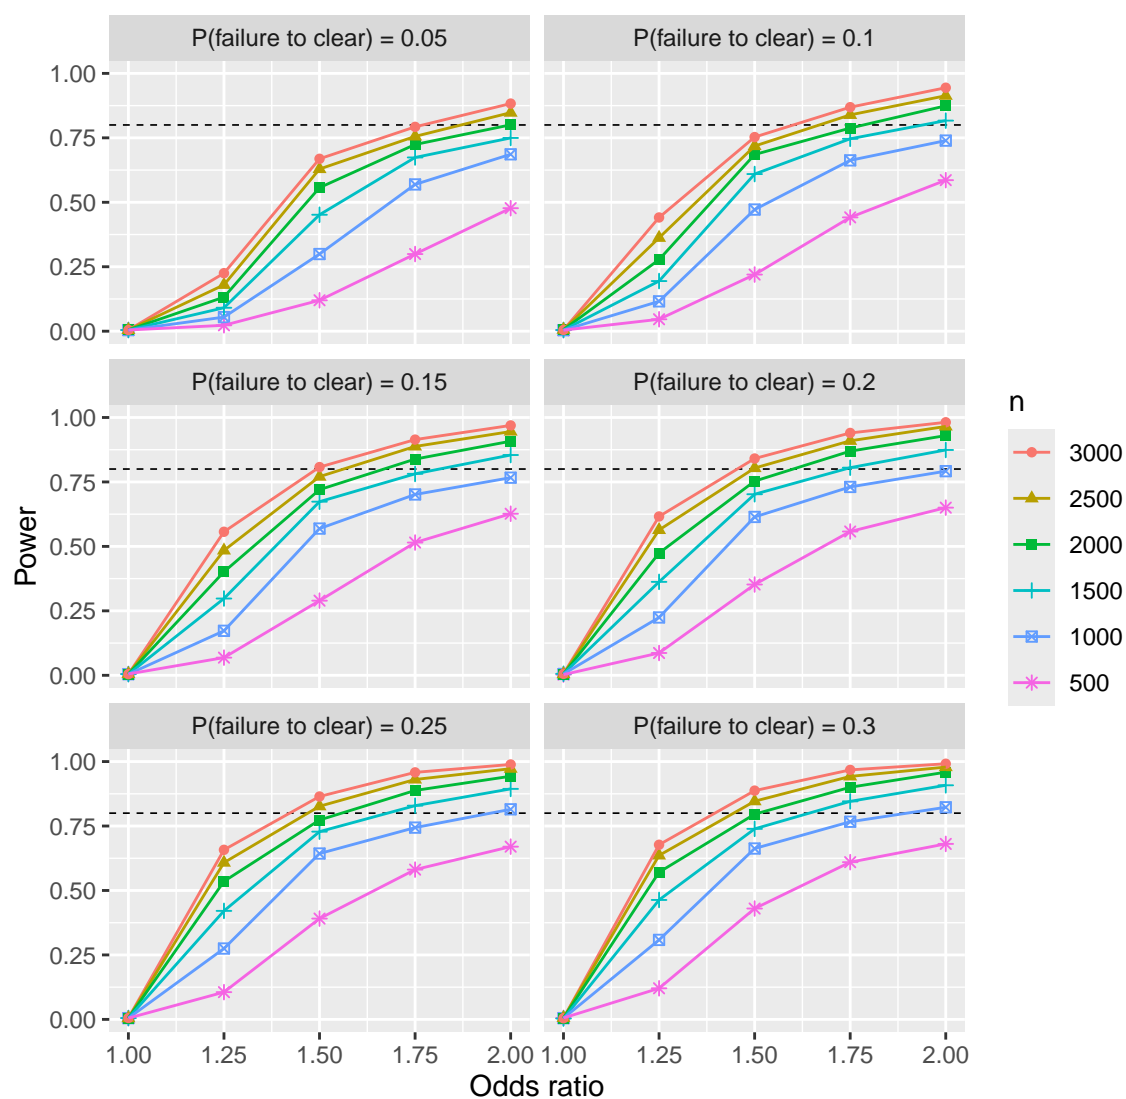 P(failure to clear) = 0.05
P(failure to clear) = 0.1
1.00
0.75
0.50
0.25
0.00
P(failure to clear) = 0.15
P(failure to clear) = 0.2
1.00
0.75
0.50
0.25
0.00
P(failure to clear) = 0.25
P(failure to clear) = 0.3
1.00
0.75
0.50
0.25
0.00
1.00 1.25 1.50 1.75 2.00
1.00 1.25 1.50 1.75 2.00
Odds ratio
Power
n
3000
2500
2000
1500
1000
500